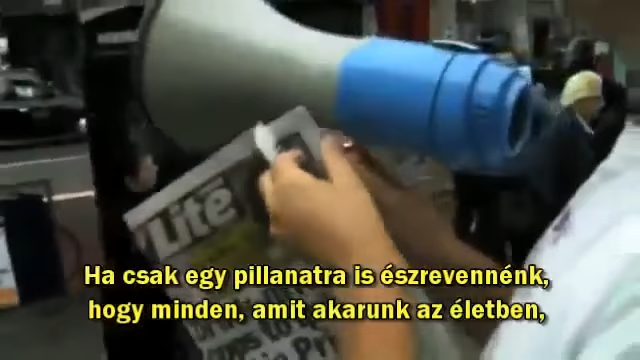 Lite
Ha csak egy pillanatra is észrevennénk,
hogy minden, amit akarunk az életben,